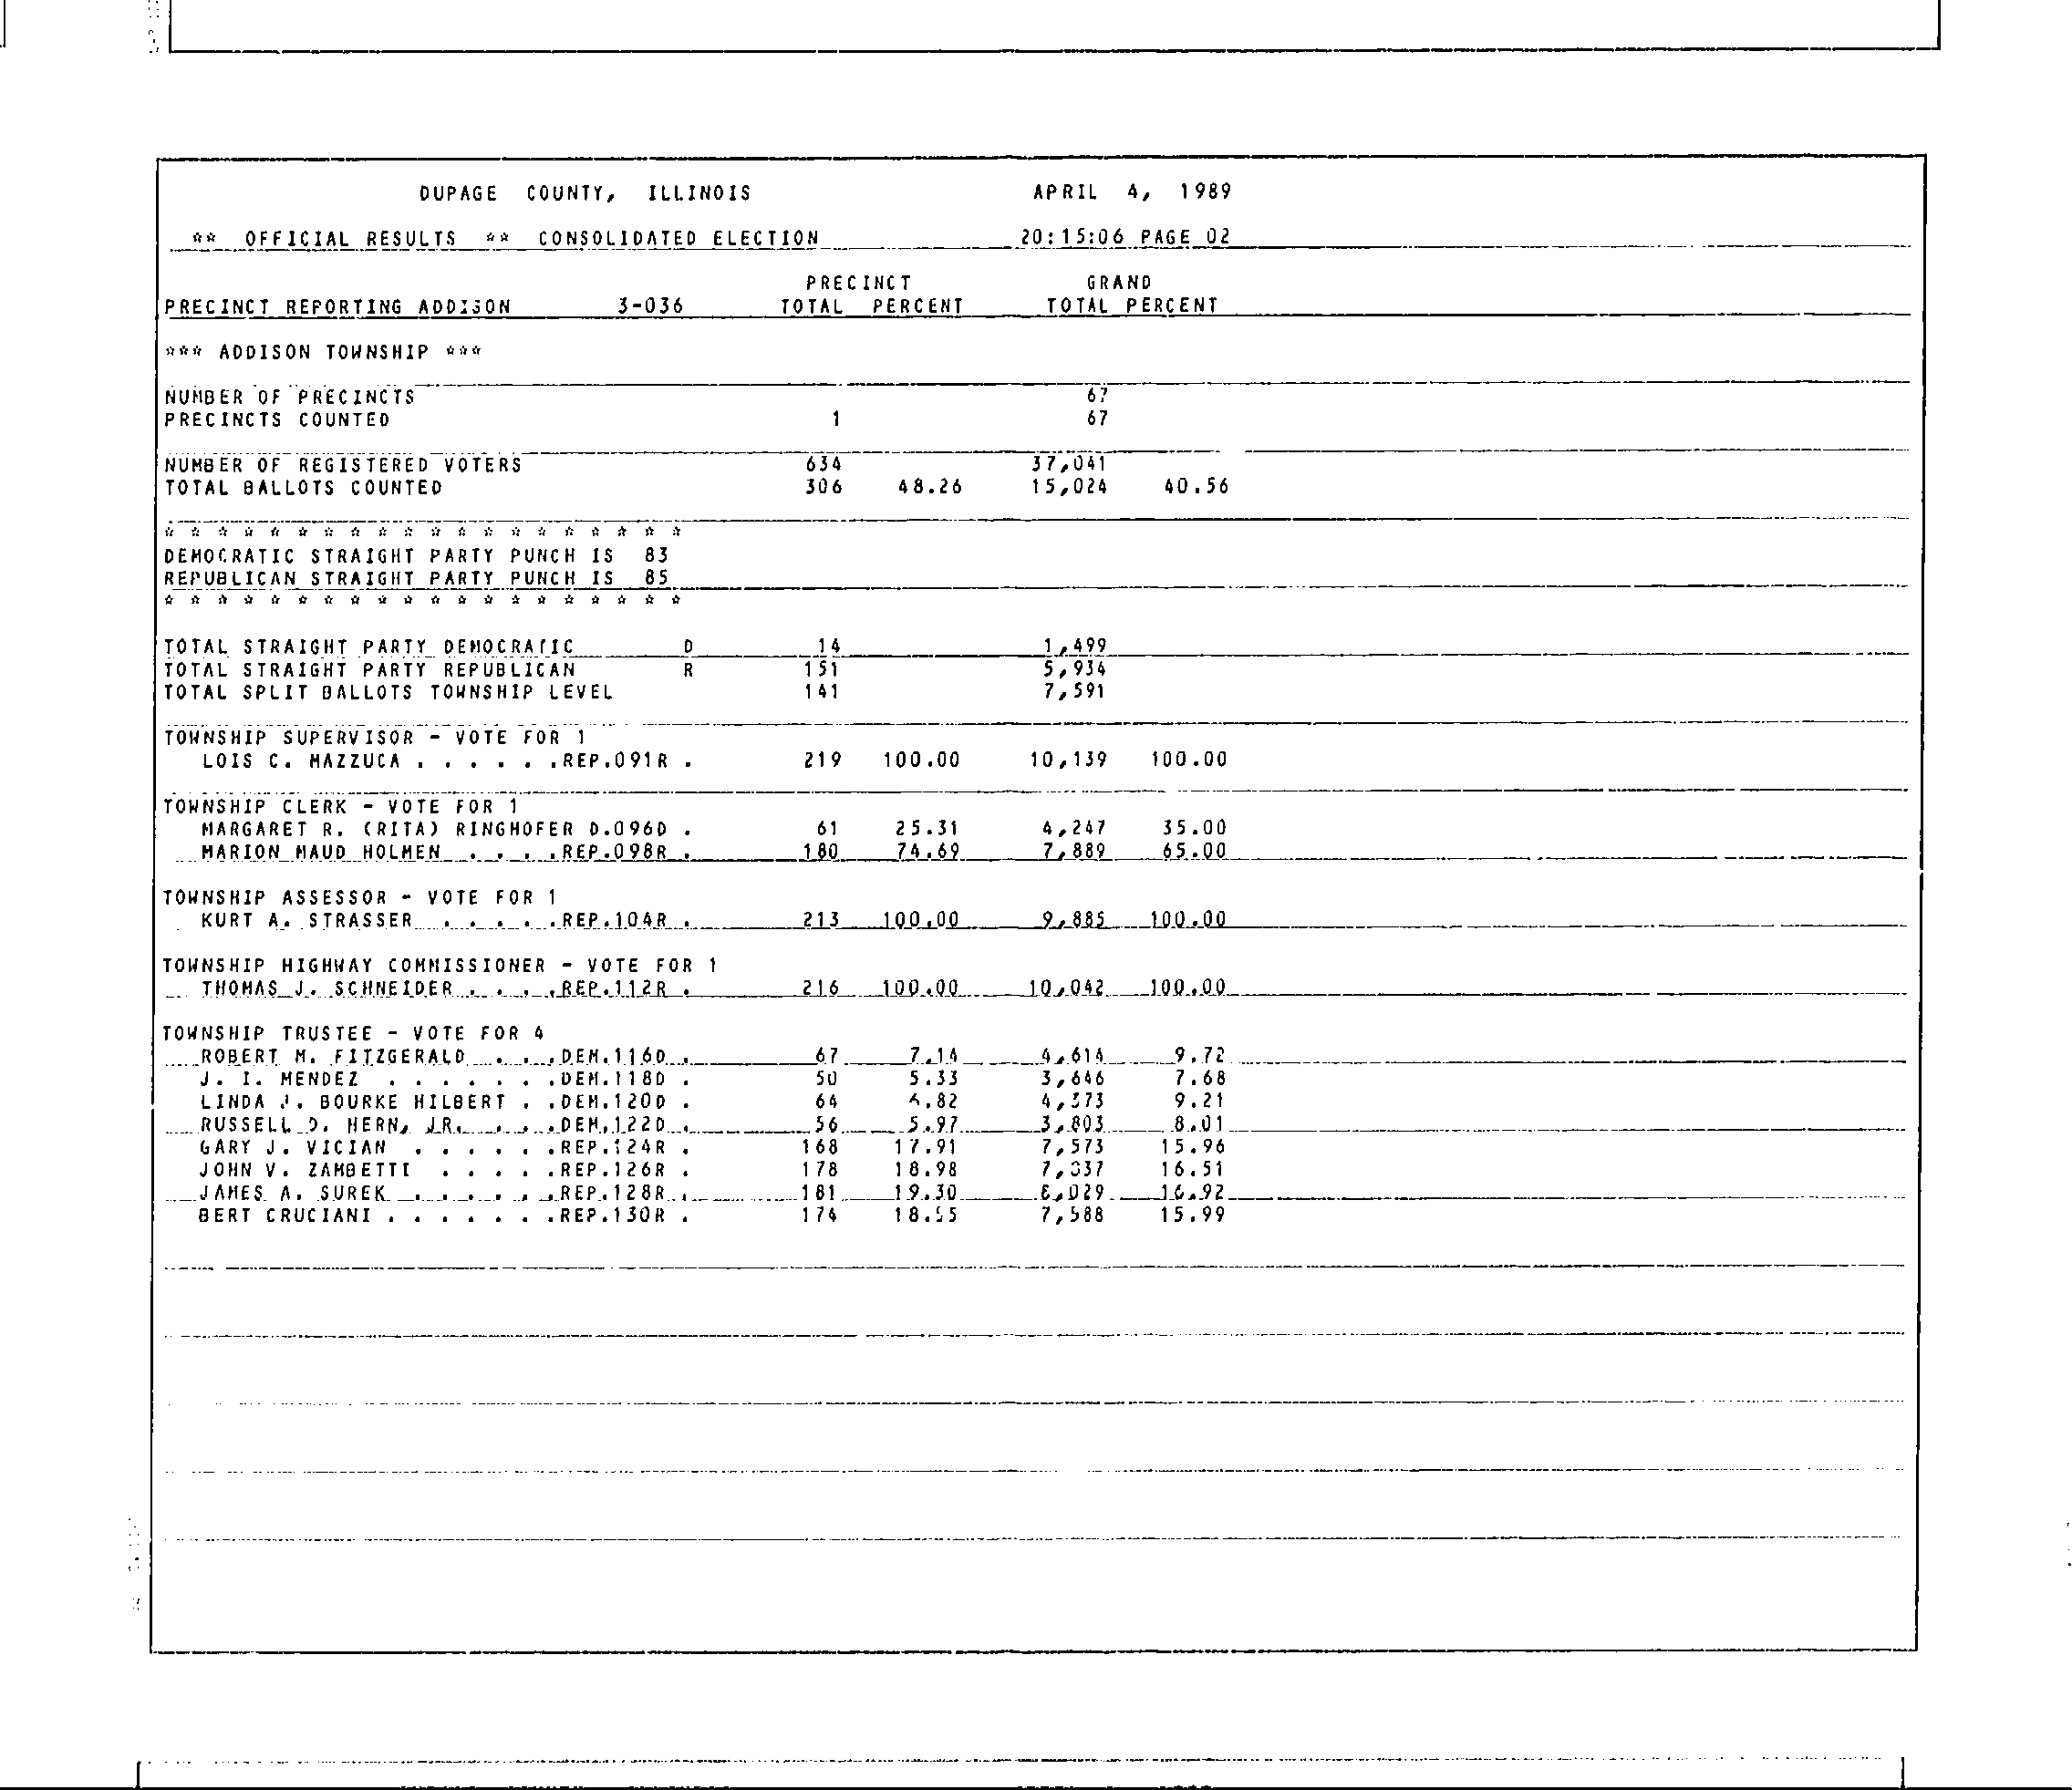 DUPAGE COUNTY, ILLINOIS APRIL 4, 1989
** OFFICIAL RESULTS ** CONSOLIDATED ELECTION 20:15:06 PAGE 02
PRECINCT GRAND
PRECINCT REPORTING ADDISON 3-036 TOTAL PERCENT TOTAL PERCENT
*** ADDISON TOWNSHIP ***
NUMBER OF PRECINCTS 67
PRECINCTS COUNTED 1 67
NUMBER OF REGISTERED VOTERS 634 37,041
TOTAL BALLOTS COUNTED 306 48.26 15,024 40.56
* * * * * * * * * * * * * * * * * * * *
DEMOCRATIC STRAIGHT PARTY PUNCH IS 83
REPUBLICAN STRAIGHT PARTY PUNCH IS 85
* * * * * * * * * * * * * * * * * * * *
TOTAL STRAIGHT PARTY DEMOCRATIC D 14 1,499
TOTAL STRAIGHT PARTY REPUBLICAN R 151 5,934
TOTAL SPLIT BALLOTS TOWNSHIP LEVEL 141 7,591
TOWNSHIP SUPERVISOR - VOTE FOR 1
LOIS C. MAZZUCA . . . . . .REP.091R . 219 100.00 10,139 100.00
TOWNSHIP CLERK - VOTE FOR 1
MARGARET R. (RITA) RINGHOFER D.096D . 61 25.31 4,247 35.00
MARION MAUD HOLMEN . . . .REP.098R . 180 74.69 7,889 65.00
TOWNSHIP ASSESSOR - VOTE FOR 1
KURT A. STRASSER . . . . .REP.104R . 213 100.00 9,885 100.00
TOWNSHIP HIGHWAY COMMISSIONER - VOTE FOR 1
THOMAS J. SCHNEIDER . . . .REP.112R . 216 100.00 10,042 100.00
TOWNSHIP TRUSTEE - VOTE FOR 4
ROBERT M. FITZGERALD . . .DEM.116D . 67 7.14 4,614 9.72
J. I. MENDEZ . . . . . . .DEM.118D . 50 5.33 3,646 7.68
LINDA J. BOURKE HILBERT . .DEM.120D . 64 6.82 4,373 9.21
RUSSELL D. HERN, JR. . . .DEM.122D . 56 5.97 3,803 8.01
GARY J. VICIAN . . . . . .REP.124R . 168 17.91 7,573 15.96
JOHN V. ZAMBETTI . . . . .REP.126R . 178 18.98 7,837 16.51
JAMES A. SUREK . . . . . .REP.128R . 181 19.30 8,029 16.92
BERT CRUCIANI . . . . . . .REP.130R . 174 18.55 7,588 15.99